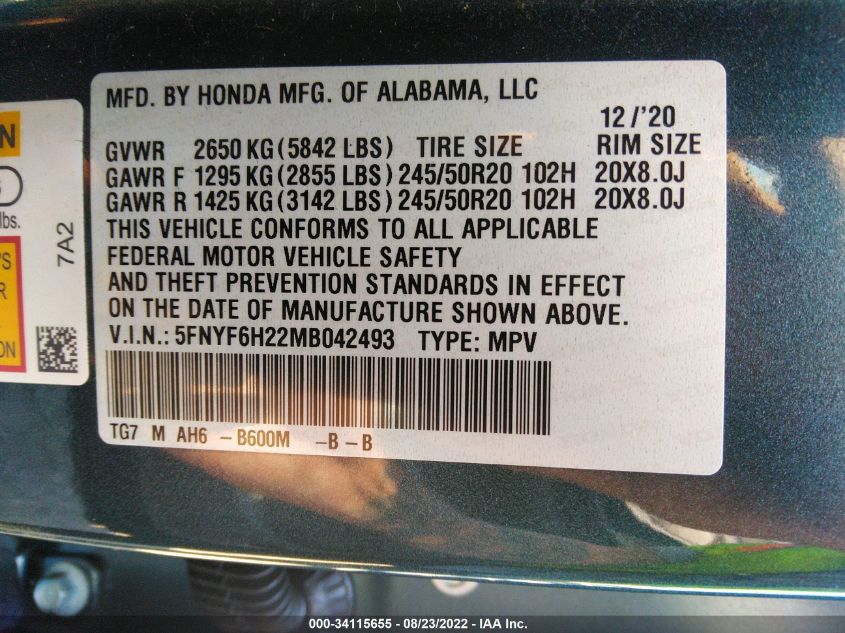 MFD. BY HONDA MFG. OF ALABAMA, LLC
12 /'20
GVWR 2650 KG (5842 LBS) TIRE SIZE RIM SIZE
GAWR F 1295 KG (2855 LBS) 245/50R20 102H 20X8.0J
GAWR R 1425 KG (3142 LBS) 245/50R20 102H 20X8.0J
THIS VEHICLE CONFORMS TO ALL APPLICABLE
FEDERAL MOTOR VEHICLE SAFETY
AND THEFT PREVENTION STANDARDS IN EFFECT
ON THE DATE OF MANUFACTURE SHOWN ABOVE.
V.I.N.: 5FNYF6H22MB042493 TYPE: MPV
TG7 M AH6 - B600M -B - B
lbs.
7A2
000-34115655 - 08/23/2022 - IAA Inc.